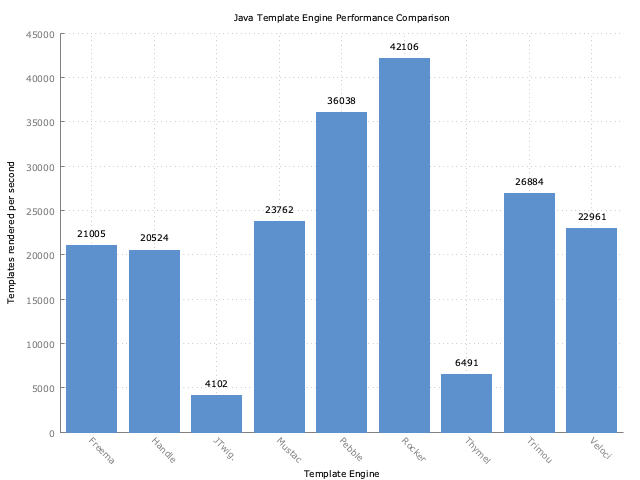 Java Template Engine Performance Comparison
45000
40000
35000
30000
25000
20000
15000
10000
5000
0
Templates rendered per second
21005
20524
4102
23762
36038
42106
6491
26884
22961
Freema
Handle
JTwig.
Mustac
Pebble
Rocker
Thymel
Trimou
Veloci
Template Engine